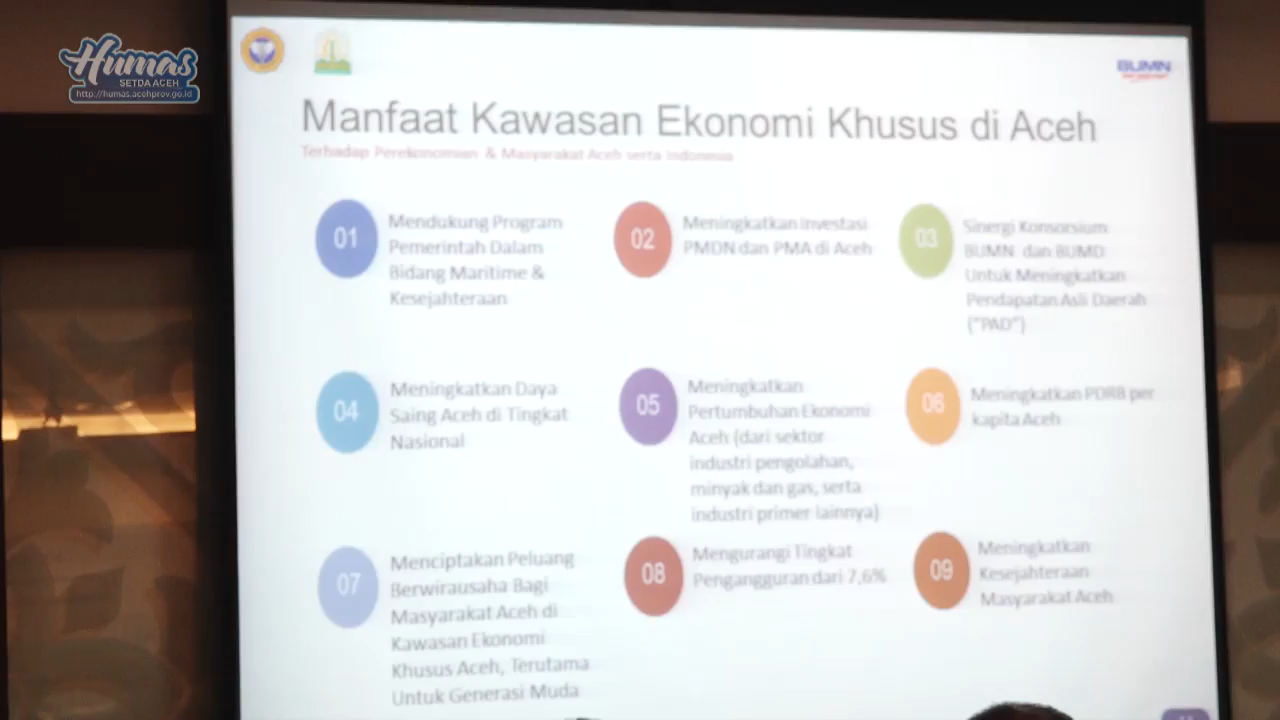 Humas
SETDA ACEH
http://humas.acehprov.go.id
BUMN
Manfaat Kawasan Ekonomi Khusus di Aceh
Terhadap Perekonomian & Masyarakat Aceh serta Indonesia
01
Mendukung Program
Pemerintah Dalam
Bidang Maritime &
Kesejahteraan
02
Meningkatkan Investasi
PMDN dan PMA di Aceh
03
Sinergi Konsorsium
BUMN dan BUMD
Untuk Meningkatkan
Pendapatan Asli Daerah
("PAD")
04
Meningkatkan Daya
Saing Aceh di Tingkat
Nasional
05
Meningkatkan
Pertumbuhan Ekonomi
Aceh (dari sektor
industri pengolahan,
minyak dan gas, serta
industri primer lainnya)
06
Meningkatkan PDRB per
kapita Aceh
07
Menciptakan Peluang
Berwirausaha Bagi
Masyarakat Aceh di
Kawasan Ekonomi
Khusus Aceh, Terutama
Untuk Generasi Muda
08
Mengurangi Tingkat
Pengangguran dari 7,6%
09
Meningkatkan
Kesejahteraan
Masyarakat Aceh